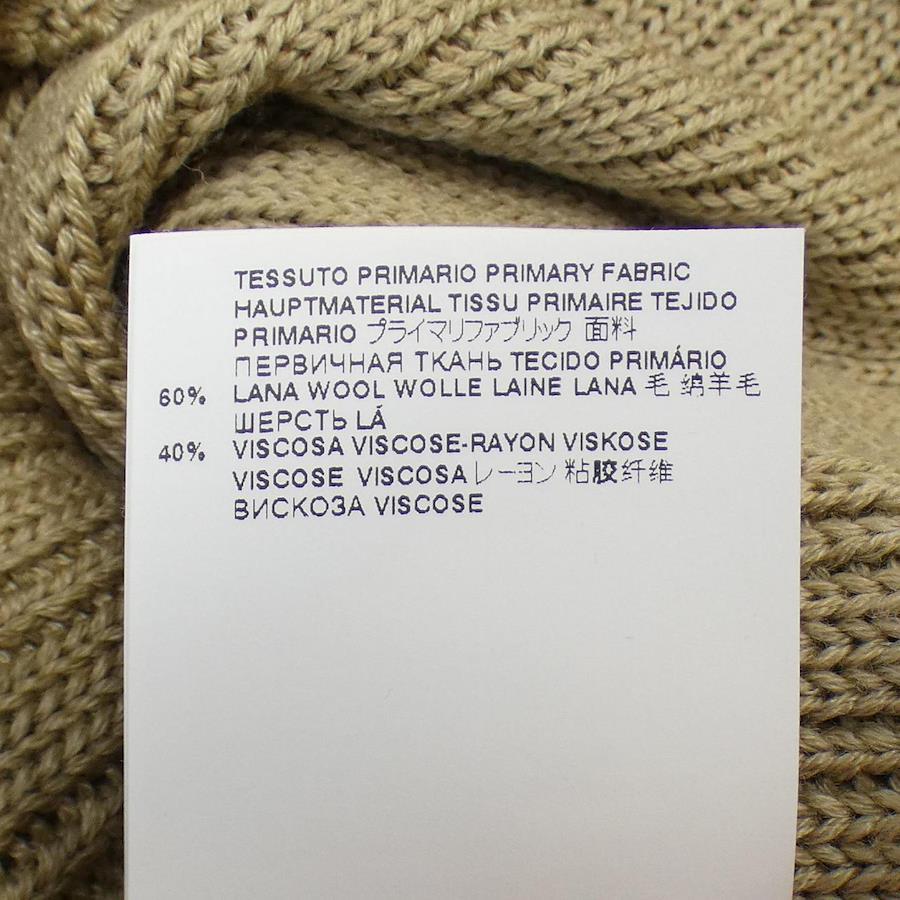 TESSUTO PRIMARIO PRIMARY FABRIC
HAUPTMATERIAL TISSU PRIMAIRE TEJIDO
PRIMARIO プライマリファブリック 面料
ПЕРВИЧНАЯ ТКАНЬ TECIDO PRIMÁRIO
60% LANA WOOL WOLLE LAINE LANA 毛 绵羊毛
ШЕРСТЬ LÁ
40% VISCOSA VISCOSE-RAYON VISKOSE
VISCOSE VISCOSA レーヨン 粘胶纤维
ВИСКОЗА VISCOSE